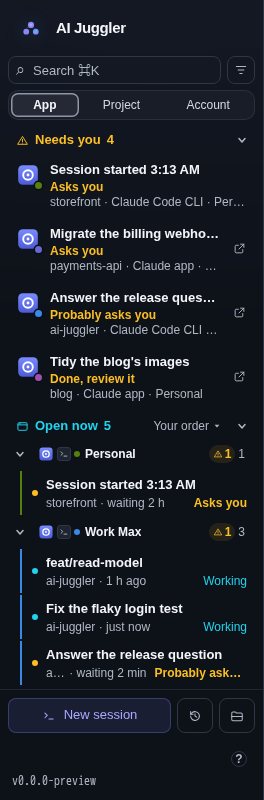 AI Juggler
Search ⌘K
App Project Account
Needs you 4
Session started 3:13 AM
Asks you
storefront · Claude Code CLI · Per…
Migrate the billing webho…
Asks you
payments-api · Claude app · …
Answer the release ques…
Probably asks you
ai-juggler · Claude Code CLI …
Tidy the blog's images
Done, review it
blog · Claude app · Personal
Open now 5 Your order
Personal 1 1
Session started 3:13 AM
storefront · waiting 2 h Asks you
Work Max 1 3
feat/read-model
ai-juggler · 1 h ago Working
Fix the flaky login test
ai-juggler · just now Working
Answer the release question
a… · waiting 2 min Probably ask…
New session
?
v0.0.0-preview